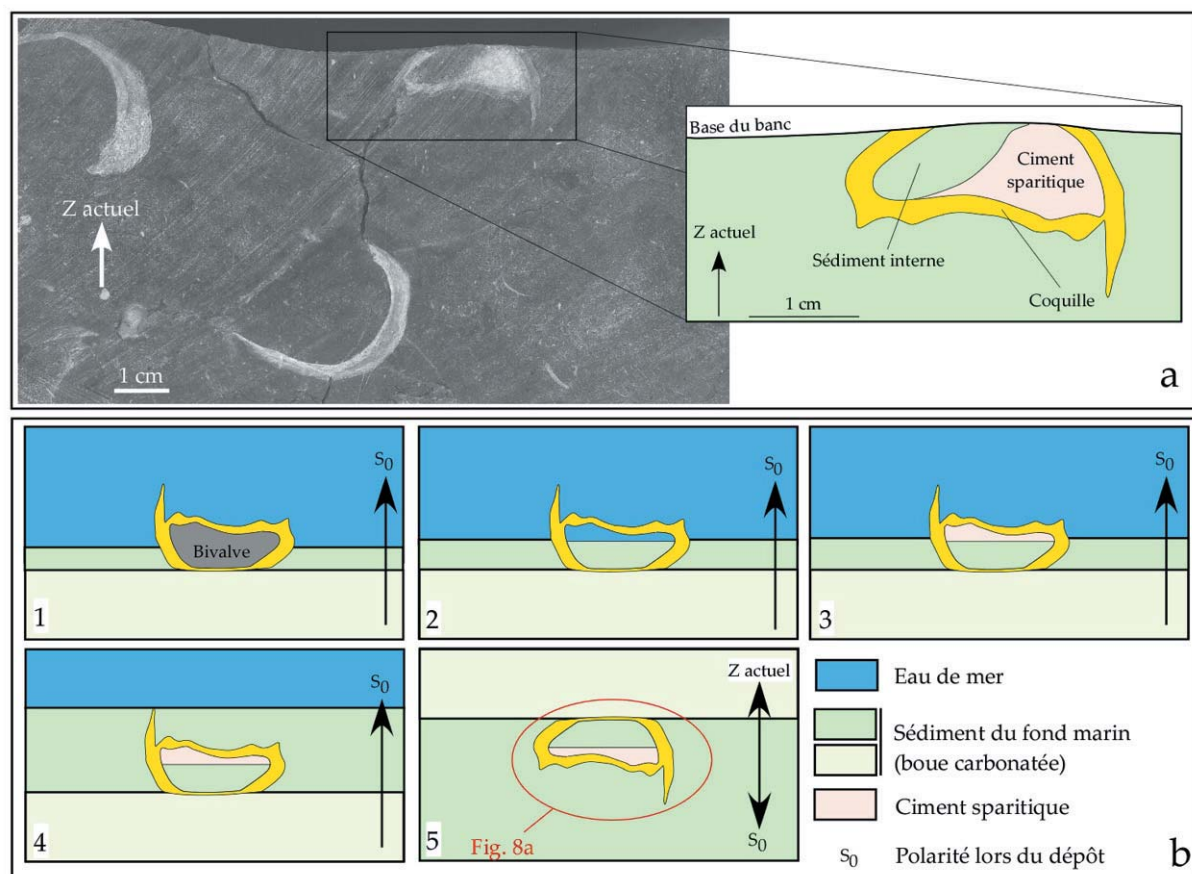 Z actuel
1 cm
Base du banc
Ciment
sparitique
Z actuel
Sédiment interne
Coquille
1 cm
a
S0
Bivalve
1
S0
2
S0
3
S0
4
Z actuel
Fig. 8a
S0
5
Eau de mer
Sédiment du fond marin
(boue carbonatée)
Ciment sparitique
S0 Polarité lors du dépôt
b